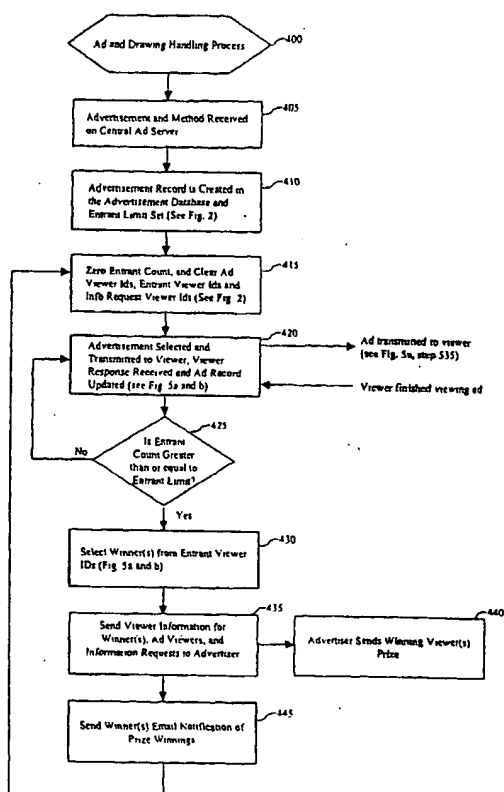 Ad and Drawing Handling Process
400
405
Advertisement and Method Received
on Central Ad Server
410
Advertisement Record is Created in
the Advertisement Database and
Entrant Limit Set (See Fig. 2)
415
Zero Entrant Count, and Clear Ad
Viewer Ids, Entrant Viewer Ids and
Info Request Viewer Ids (See Fig. 2)
420
Advertisement Selected and
Transmitted to Viewer, Viewer
Response Received and Ad Record
Updated (see Fig. 5a and b)
Ad transmitted to viewer
(see Fig. 5a, step 535)
Viewer finished viewing ad
425
Is Entrant
Count Greater
than or equal to
Entrant Limit?
No
Yes
430
Select Winner(s) from Entrant Viewer
IDs (Fig. 5a and b)
435
Send Viewer Information for
Winner(s), Ad Viewers, and
Information Requests to Advertiser
440
Advertiser Sends Winning Viewer(s)
Prize
445
Send Winner(s) Email Notification of
Prize Winnings